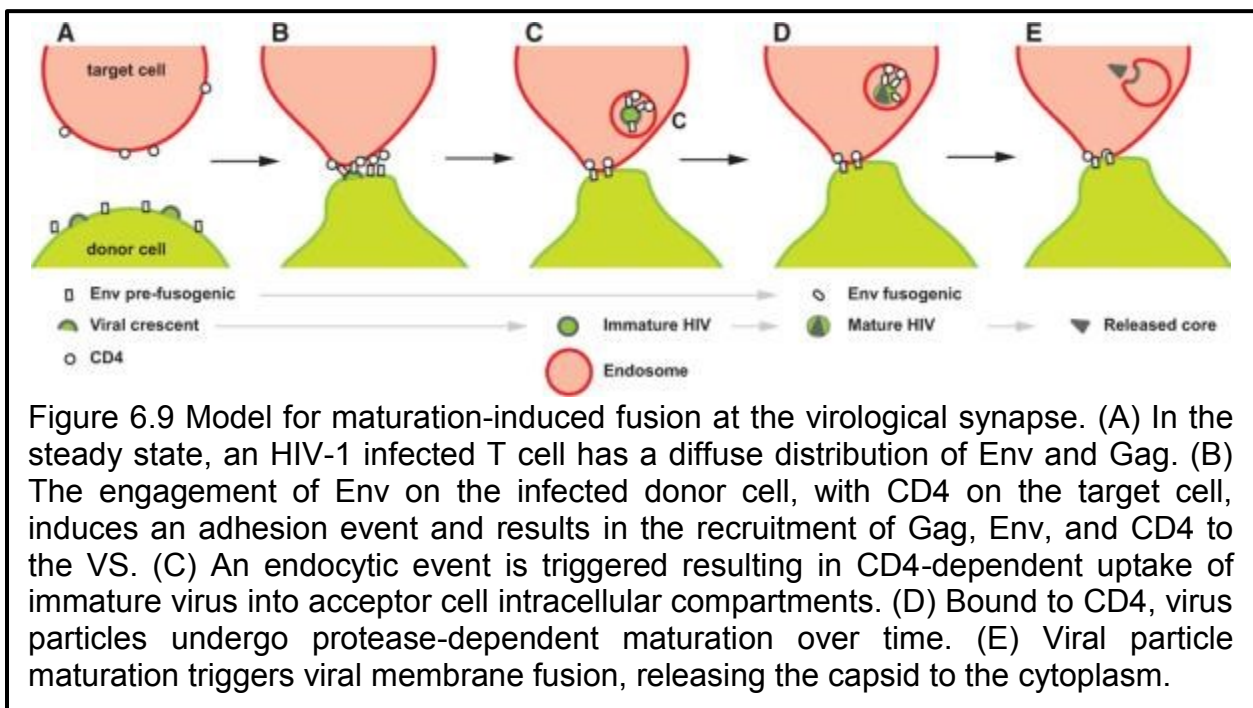 A B C D E
target cell
C
donor cell
Env pre-fusogenic Env fusogenic
Viral crescent Immature HIV Mature HIV Released core
CD4
Endosome
Figure 6.9 Model for maturation-induced fusion at the virological synapse. (A) In the
steady state, an HIV-1 infected T cell has a diffuse distribution of Env and Gag. (B)
The engagement of Env on the infected donor cell, with CD4 on the target cell,
induces an adhesion event and results in the recruitment of Gag, Env, and CD4 to
the VS. (C) An endocytic event is triggered resulting in CD4-dependent uptake of
immature virus into acceptor cell intracellular compartments. (D) Bound to CD4, virus
particles undergo protease-dependent maturation over time. (E) Viral particle
maturation triggers viral membrane fusion, releasing the capsid to the cytoplasm.